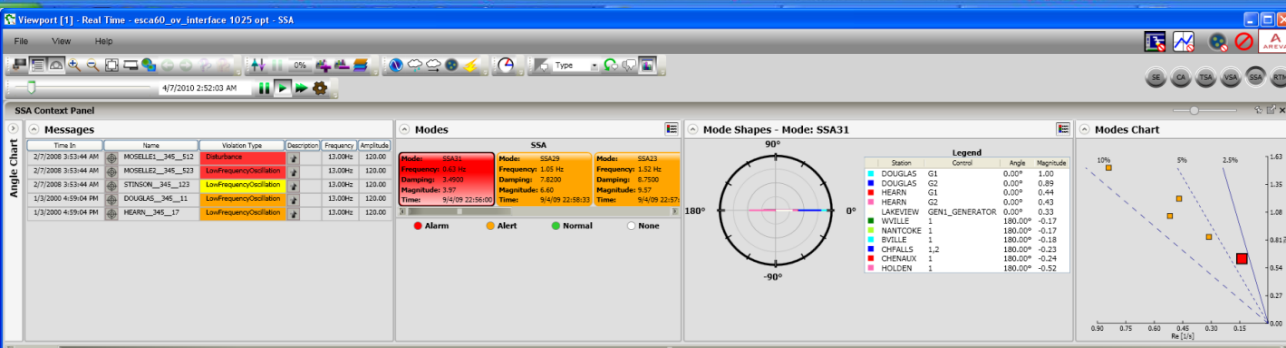 Viewport [1] - Real Time - esca60_ov_interface 1025 opt - SSA
File View Help
AREVA
0% Type
4/7/2010 2:52:03 AM
SE CA TSA VSA SSA RTN
SSA Context Panel
Angle Chart
Messages
Time In Name Violation Type Description Frequency Amplitude
2/7/2008 3:53:44 AM MOSELLE1__345__512 Disturbance 13.00Hz 120.00
2/7/2008 3:53:44 AM MOSELLE2__345__523 LowFrequencyOscillation 13.00Hz 120.00
2/7/2008 3:53:44 AM STINSON__345__123 LowFrequencyOscillation 13.00Hz 120.00
1/3/2000 4:59:04 PM DOUGLAS__345__11 LowFrequencyOscillation 13.00Hz 120.00
1/3/2000 4:59:04 PM HEARN__345__17 LowFrequencyOscillation 13.00Hz 120.00
Modes
SSA
Mode: SSA31 Mode: SSA29 Mode: SSA23
Frequency: 0.63 Hz Frequency: 1.05 Hz Frequency: 1.52 Hz
Damping: 3.4900 Damping: 7.8200 Damping: 8.7500
Magnitude: 3.97 Magnitude: 6.60 Magnitude: 9.57
Time: 9/4/09 22:56:00 Time: 9/4/09 22:58:33 Time: 9/4/09 22:57:
Alarm Alert Normal None
Mode Shapes - Mode: SSA31
90°
180° 0°
-90°
Legend
Station Control Angle Magnitude
DOUGLAS G1 0.00° 1.00
DOUGLAS G2 0.00° 0.89
HEARN G1 0.00° 0.44
HEARN G2 0.00° 0.43
LAKEVIEW GEN1_GENERATOR 0.00° 0.33
WVILLE 1 180.00° -0.17
NANTCOKE 1 180.00° -0.17
BVILLE 1 180.00° -0.18
CHFALLS 1,2 180.00° -0.23
CHENAUX 1 180.00° -0.24
HOLDEN 1 180.00° -0.52
Modes Chart
10% 5% 2.5%
1.63
1.35
1.08
0.81
0.54
0.27
0.00
0.90 0.75 0.60 0.45 0.30 0.15
Re [1/s]